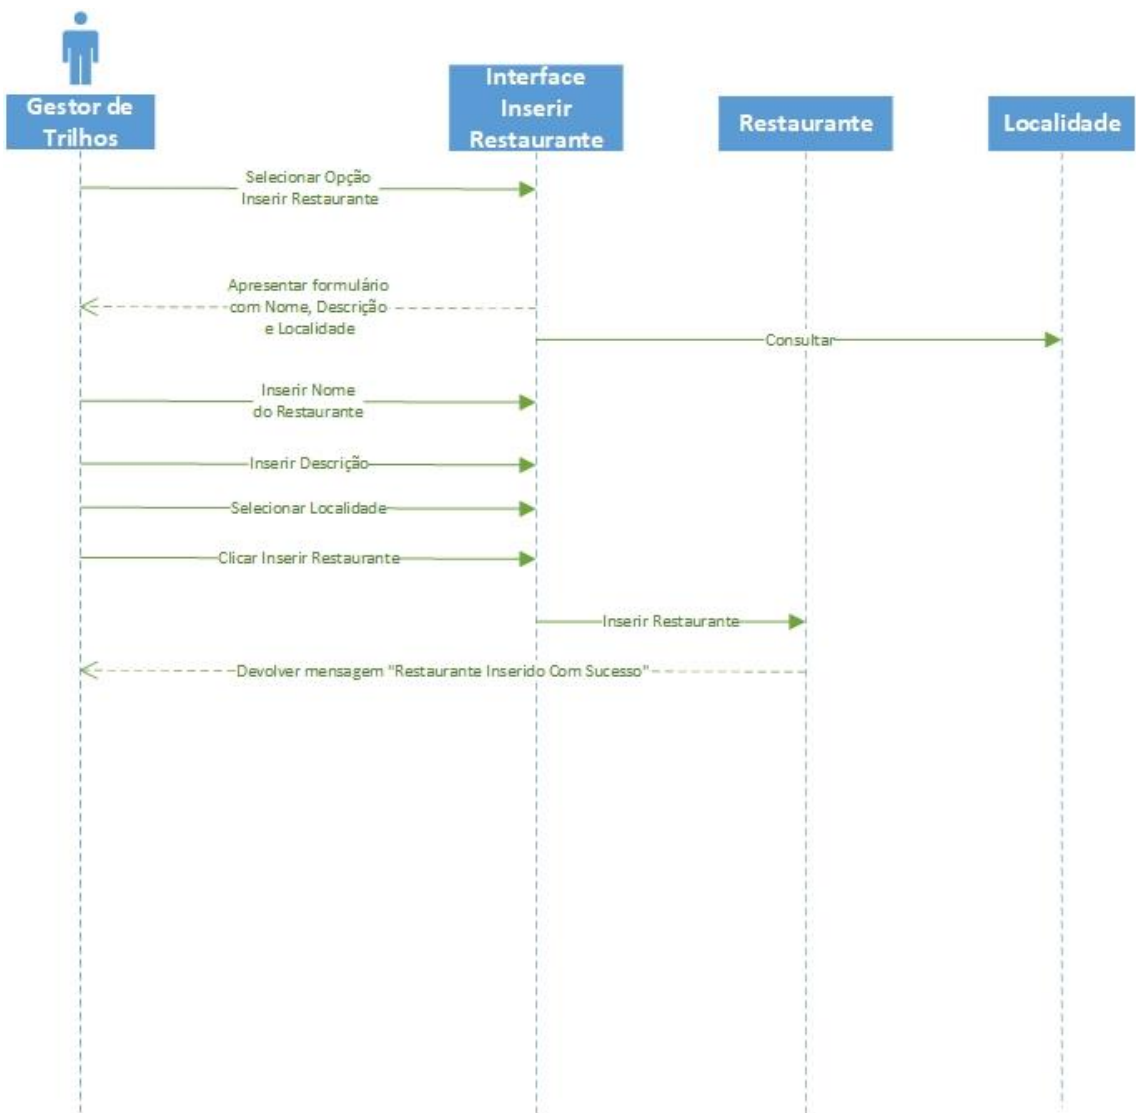 Gestor de
Trilhos
Interface
Inserir
Restaurante
Restaurante
Localidade
Selecionar Opção
Inserir Restaurante
Apresentar formulário
com Nome, Descrição
e Localidade
Consultar
Inserir Nome
do Restaurante
Inserir Descrição
Selecionar Localidade
Clicar Inserir Restaurante
Inserir Restaurante
Devolver mensagem "Restaurante Inserido Com Sucesso"